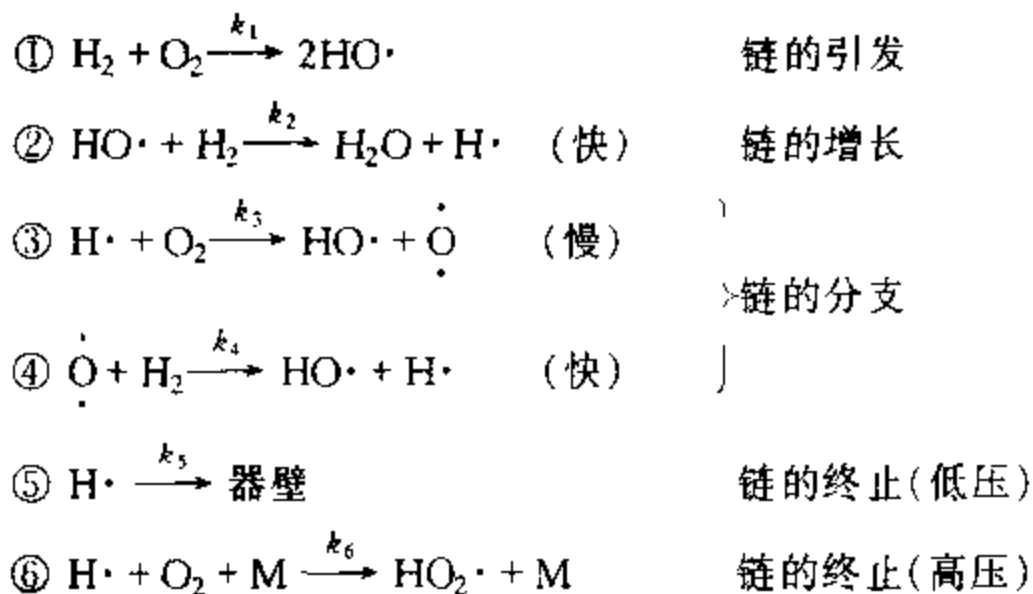 ① H₂ + O₂ —k₁→ 2HO· 链的引发
② HO· + H₂ —k₂→ H₂O + H· (快) 链的增长
③ H· + O₂ —k₃→ HO· + ·O· (慢)
链的分支
④ ·O· + H₂ —k₄→ HO· + H· (快)
⑤ H· —k₅→ 器壁 链的终止(低压)
⑥ H· + O₂ + M —k₆→ HO₂· + M 链的终止(高压)